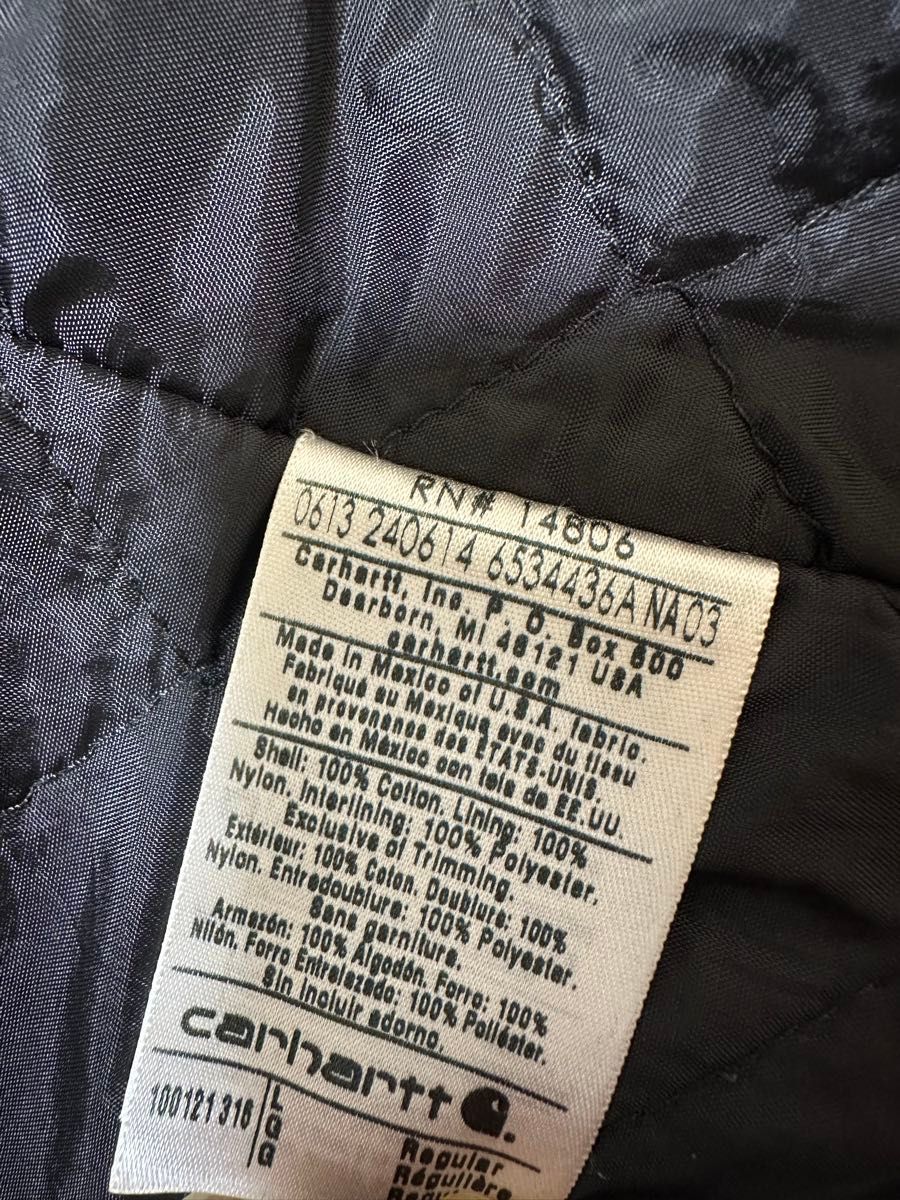 RN# 14806
0613 240614 6534436A NA03
Carhartt, Inc. P. O. Box 600
Dearborn, MI 48121 USA
carhartt.com
Made in Mexico of U.S.A. fabric.
Fabriqué au Mexique avec du tissu
en provenance des ÉTATS-UNIS.
Hecho en México con tela de EE.UU.
Shell: 100% Cotton. Lining: 100%
Nylon. Interlining: 100% Polyester.
Exclusive of Trimming.
Extérieur: 100% Coton. Doublure: 100%
Nylon. Entredoublure: 100% Polyester.
Sans garniture.
Armazón: 100% Algodón. Forro: 100%
Nilón. Forro Entrelazado: 100% Poliéster.
Sin incluir adorno.
carhartt
100121 316
L
G
G
Regular
Régulière